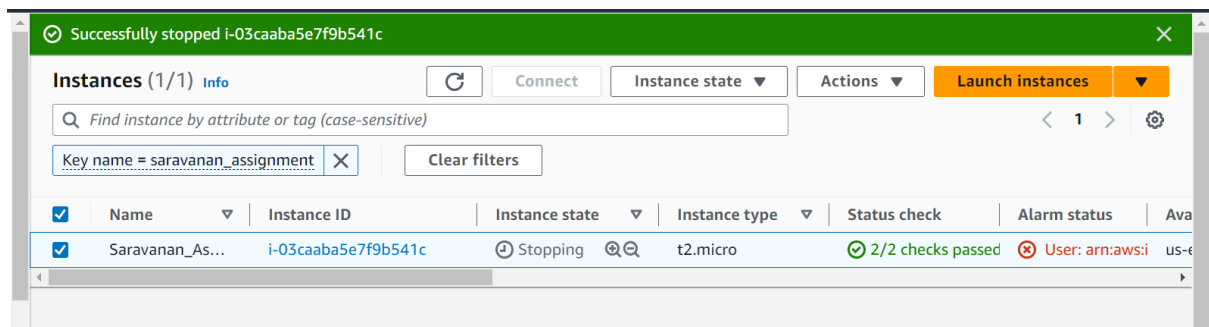 Successfully stopped i-03caaba5e7f9b541c
Instances (1/1) Info Connect Instance state Actions Launch instances
Find instance by attribute or tag (case-sensitive) 1
Key name = saravanan_assignment Clear filters
Name Instance ID Instance state Instance type Status check Alarm status Ava
Saravanan_As... i-03caaba5e7f9b541c Stopping t2.micro 2/2 checks passed User: arn:aws:i us-e